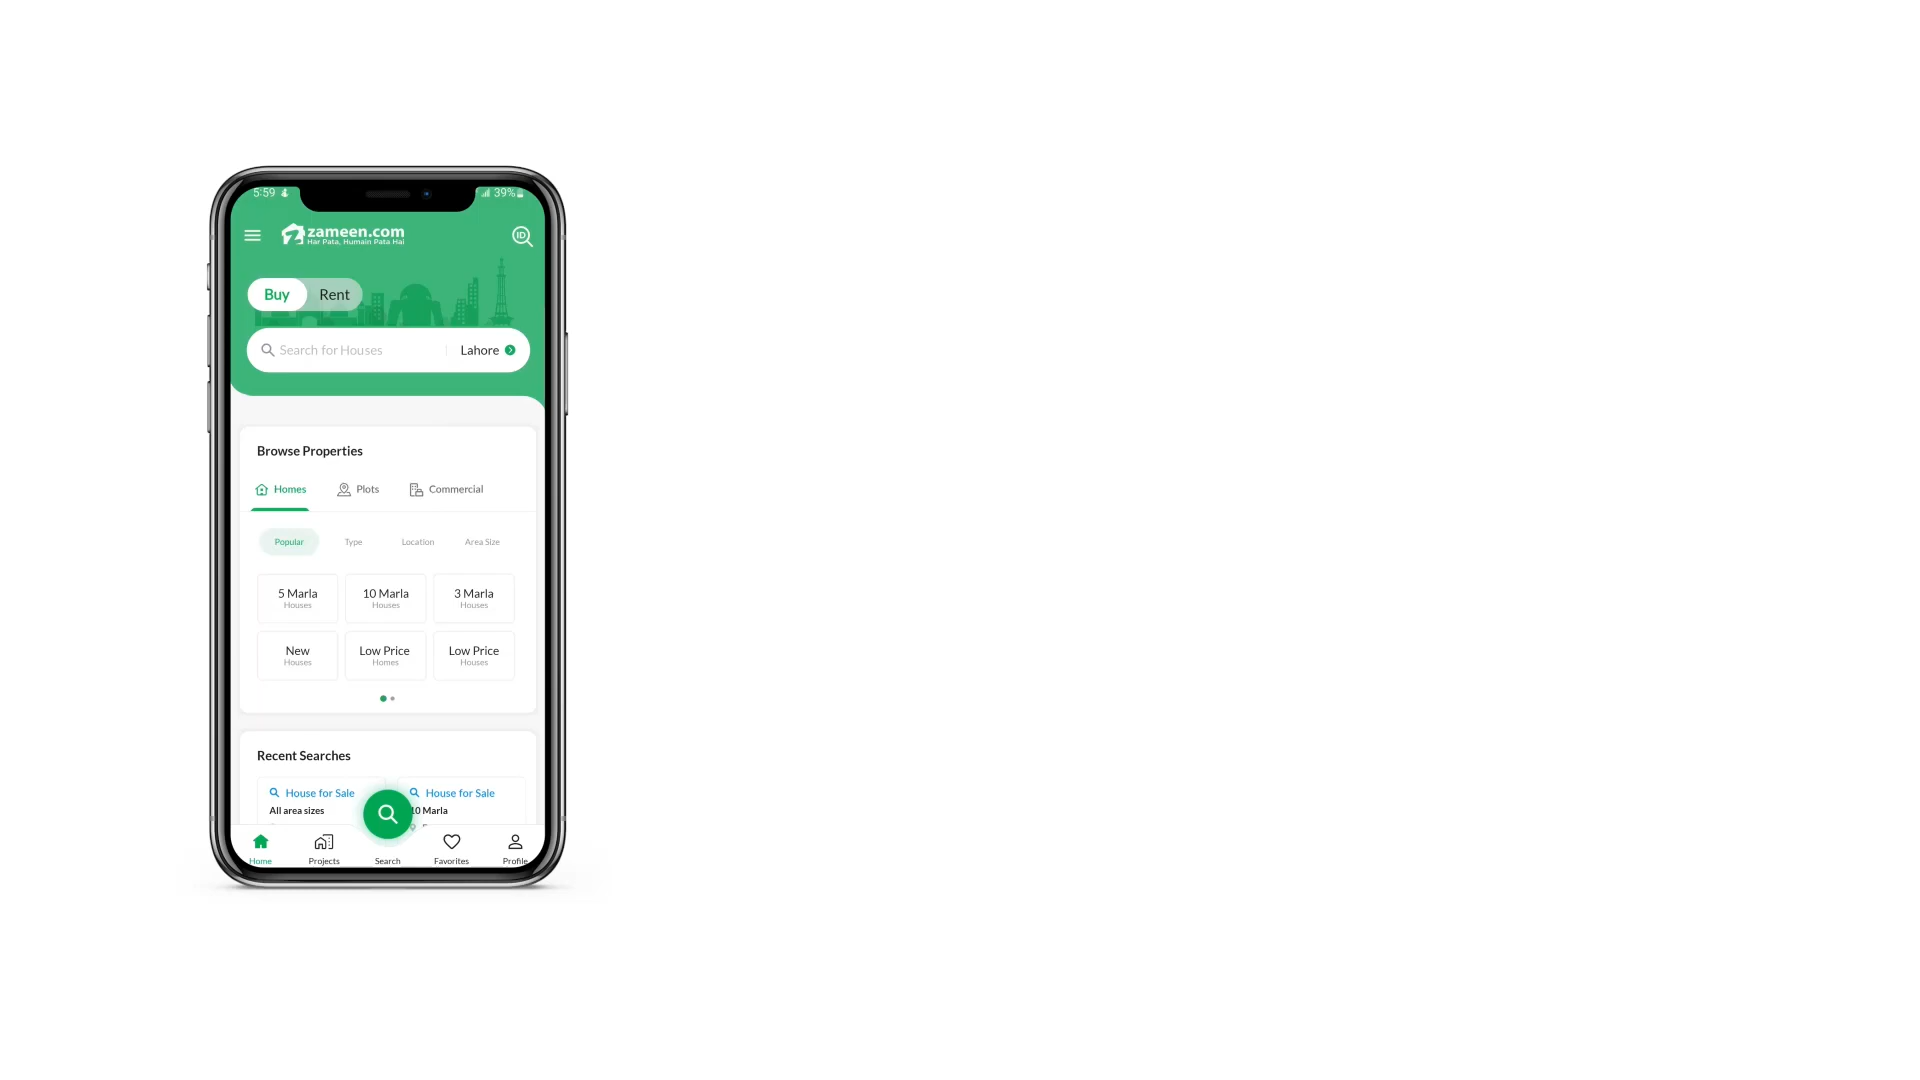 5:59
39%
zameen.com
Har Pata, Humain Pata Hai
ID
Buy Rent
Search for Houses Lahore
Browse Properties
Homes Plots Commercial
Popular Type Location Area Size
5 Marla 10 Marla 3 Marla
Houses Houses Houses
New Low Price Low Price
Houses Homes Houses
Recent Searches
House for Sale House for Sale
All area sizes 10 Marla
Home Projects Search Favorites Profile